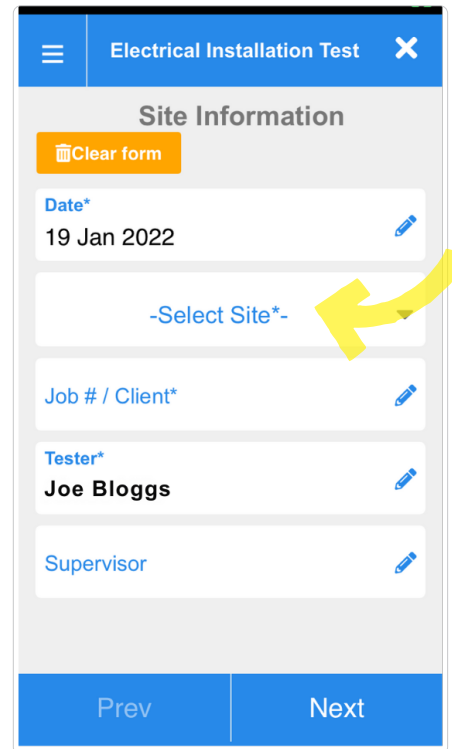 Electrical Installation Test
Site Information
Clear form
Date*
19 Jan 2022
-Select Site*-
Job # / Client*
Tester*
Joe Bloggs
Supervisor
Prev
Next